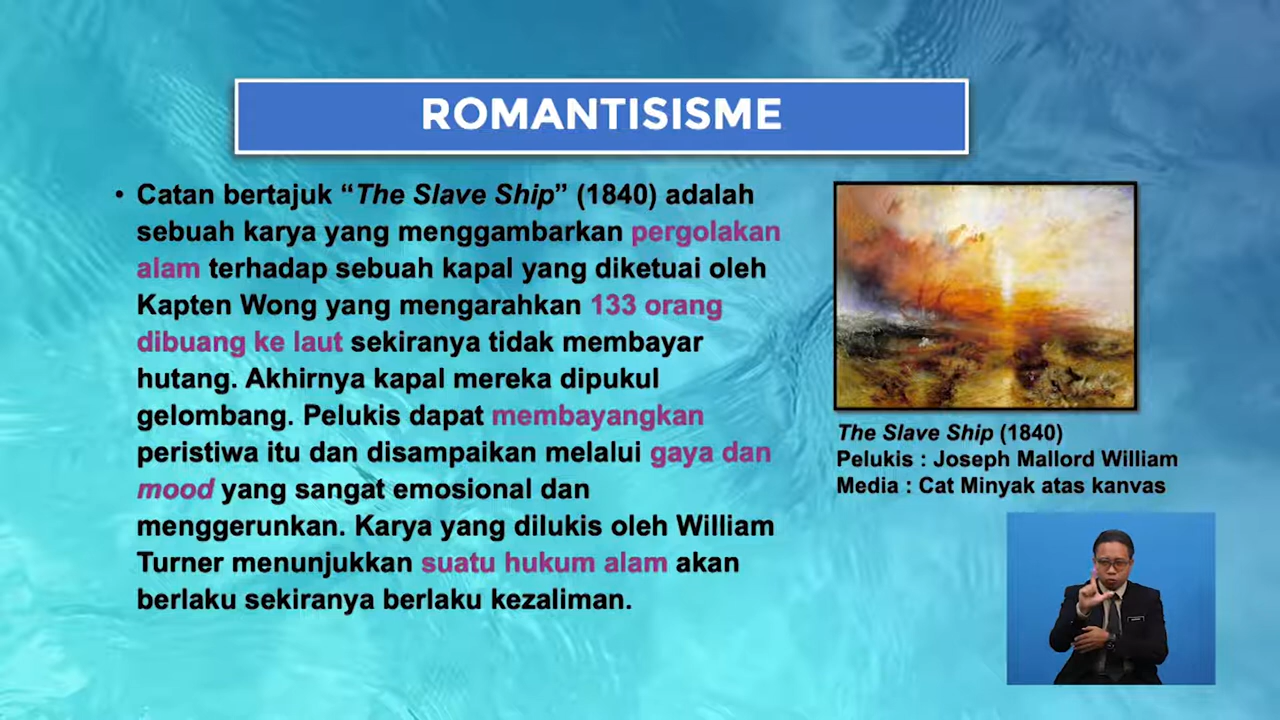 ROMANTISISME
• Catan bertajuk “The Slave Ship” (1840) adalah
sebuah karya yang menggambarkan pergolakan
alam terhadap sebuah kapal yang diketuai oleh
Kapten Wong yang mengarahkan 133 orang
dibuang ke laut sekiranya tidak membayar
hutang. Akhirnya kapal mereka dipukul
gelombang. Pelukis dapat membayangkan
peristiwa itu dan disampaikan melalui gaya dan
mood yang sangat emosional dan
menggerunkan. Karya yang dilukis oleh William
Turner menunjukkan suatu hukum alam akan
berlaku sekiranya berlaku kezaliman.
The Slave Ship (1840)
Pelukis : Joseph Mallord William
Media : Cat Minyak atas kanvas